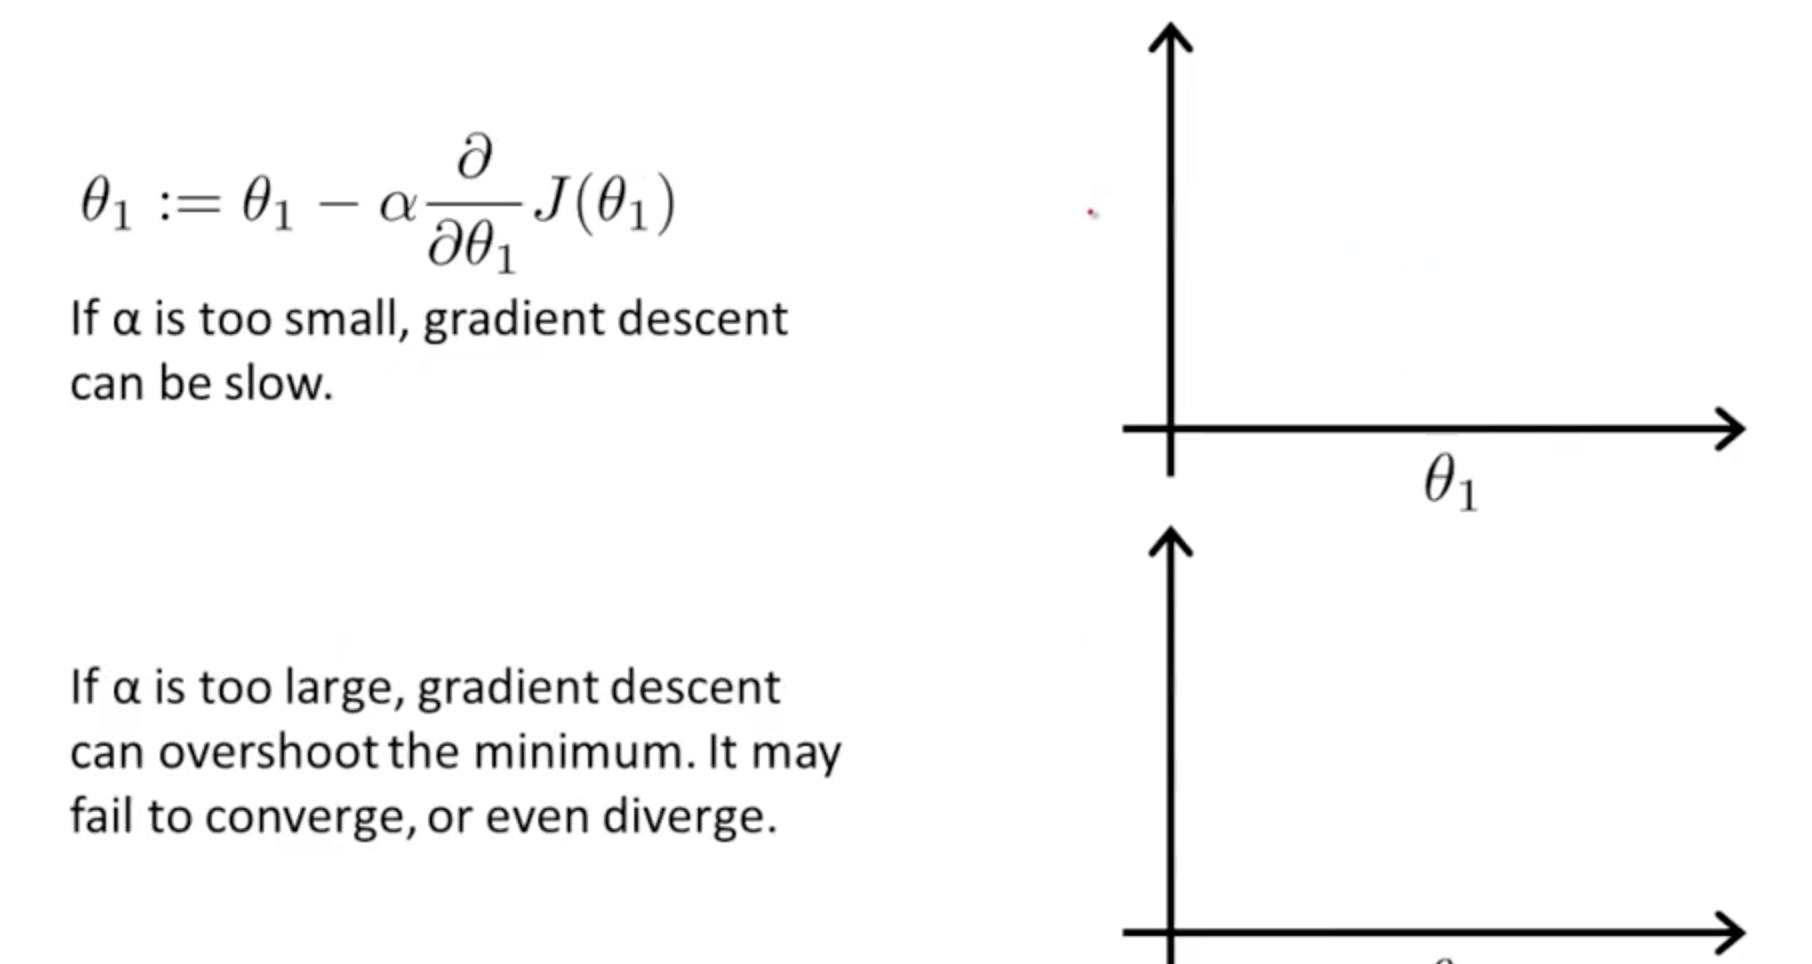 θ₁ := θ₁ − α ∂/∂θ₁ J(θ₁)
If α is too small, gradient descent
can be slow.
θ₁
If α is too large, gradient descent
can overshoot the minimum. It may
fail to converge, or even diverge.